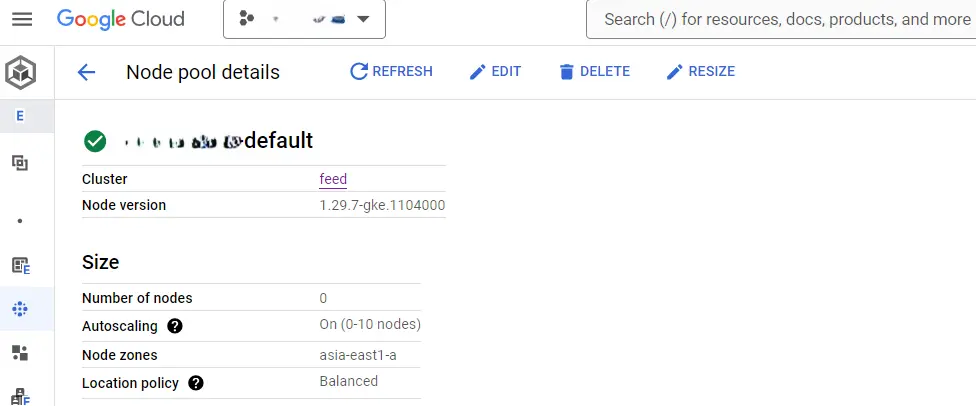 Google Cloud
Search (/) for resources, docs, products, and more
Node pool details REFRESH EDIT DELETE RESIZE
E
default
Cluster feed
Node version 1.29.7-gke.1104000
Size
E
Number of nodes 0
Autoscaling ? On (0-10 nodes)
Node zones asia-east1-a
Location policy ? Balanced
E